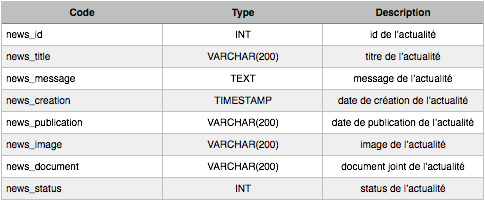 Code Type Description
news_id INT id de l'actualité
news_title VARCHAR(200) titre de l'actualité
news_message TEXT message de l'actualité
news_creation TIMESTAMP date de création de l'actualité
news_publication VARCHAR(200) date de publication de l'actualité
news_image VARCHAR(200) image de l'actualité
news_document VARCHAR(200) document joint de l'actualité
news_status INT status de l'actualité